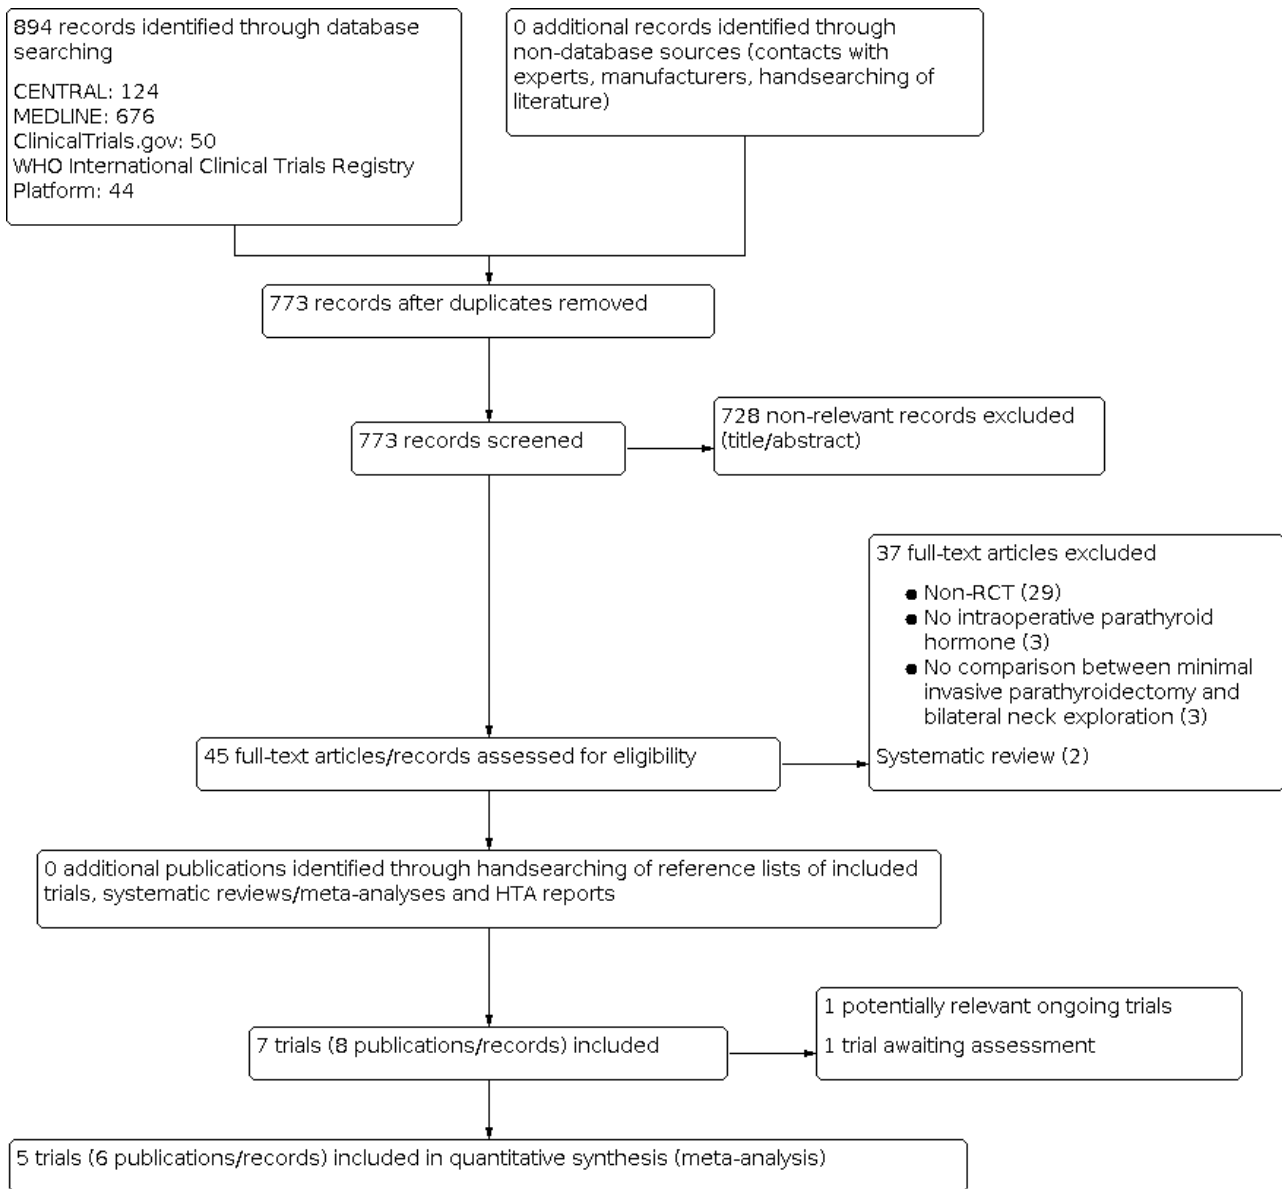 894 records identified through database
searching
CENTRAL: 124
MEDLINE: 676
ClinicalTrials.gov: 50
WHO International Clinical Trials Registry
Platform: 44
0 additional records identified through
non-database sources (contacts with
experts, manufacturers, handsearching of
literature)
773 records after duplicates removed
773 records screened
728 non-relevant records excluded
(title/abstract)
45 full-text articles/records assessed for eligibility
37 full-text articles excluded
● Non-RCT (29)
● No intraoperative parathyroid
hormone (3)
● No comparison between minimal
invasive parathyroidectomy and
bilateral neck exploration (3)
Systematic review (2)
0 additional publications identified through handsearching of reference lists of included
trials, systematic reviews/meta-analyses and HTA reports
7 trials (8 publications/records) included
1 potentially relevant ongoing trials
1 trial awaiting assessment
5 trials (6 publications/records) included in quantitative synthesis (meta-analysis)